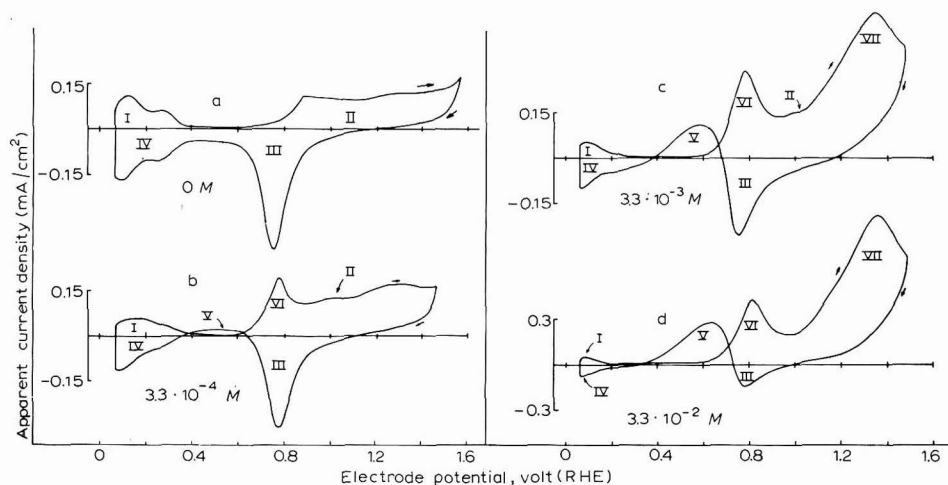 Apparent current density (mA/cm²)
0.15
-0.15
a
I
IV
II
III
0 M
0.15
-0.15
b
I
IV
V
VI
II
III
3.3·10⁻⁴ M
0 0.4 0.8 1.2 1.6
0.15
-0.15
c
I
IV
V
VI
II
VII
III
3.3·10⁻³ M
0.3
-0.3
d
I
IV
V
VI
VII
III
3.3·10⁻² M
0 0.4 0.8 1.2 1.6
Electrode potential, volt (RHE)